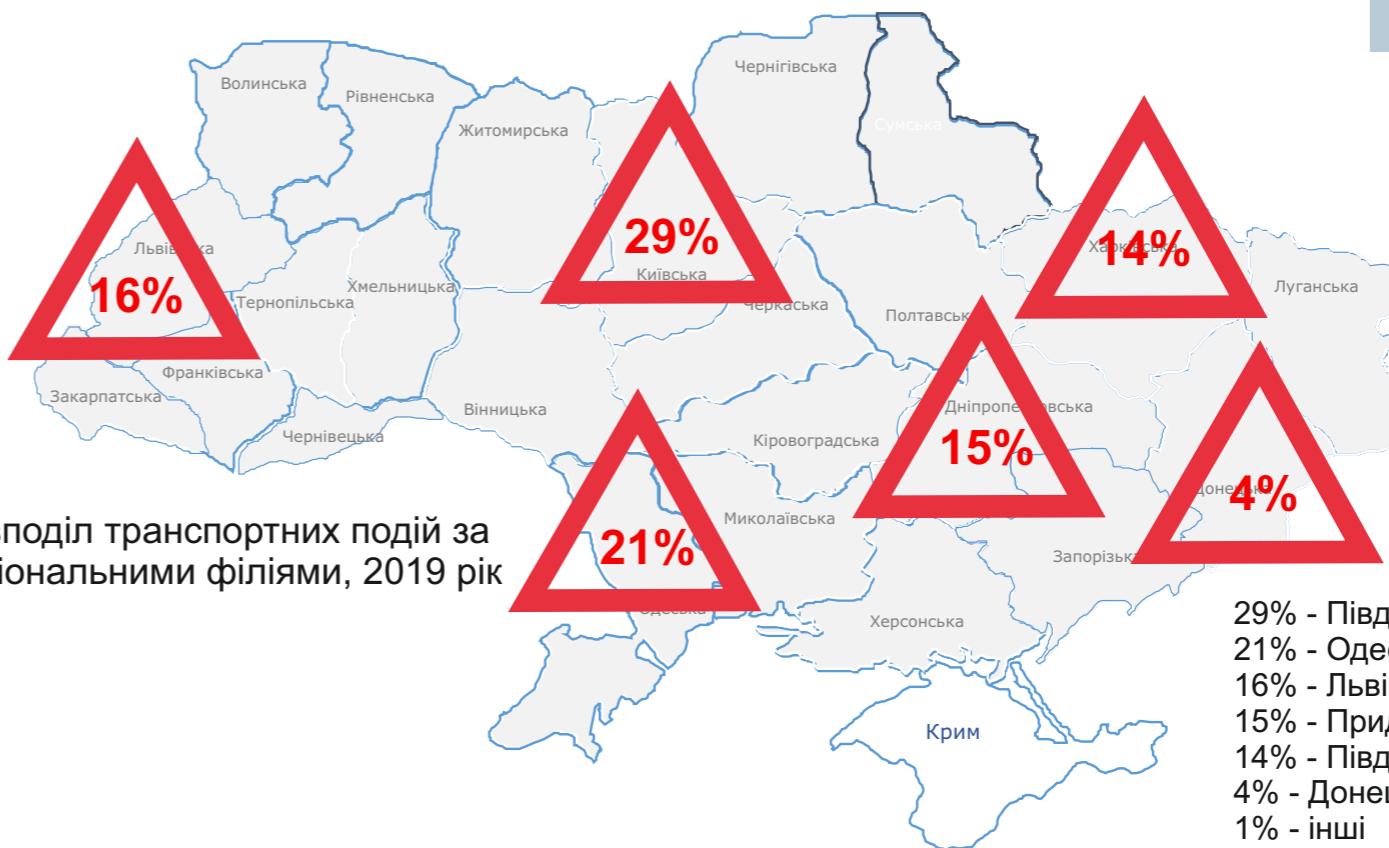 Волинська
Рівненська
Житомирська
Чернігівська
Сумська
29%
Київська
14%
Харківська
Луганська
Львівська
16%
Тернопільська
Хмельницька
Черкаська
Полтавськ
Франківська
Закарпатська
Чернівецька
Вінницька
Кіровоградська
Дніпропетровська
15%
Донецька
4%
Миколаївська
Запорізька
21%
Одеська
Херсонська
Крим
поділ транспортних подій за
іональними філіями, 2019 рік
29% - Півд
21% - Оде
16% - Льві
15% - Прид
14% - Півд
4% - Донец
1% - інші